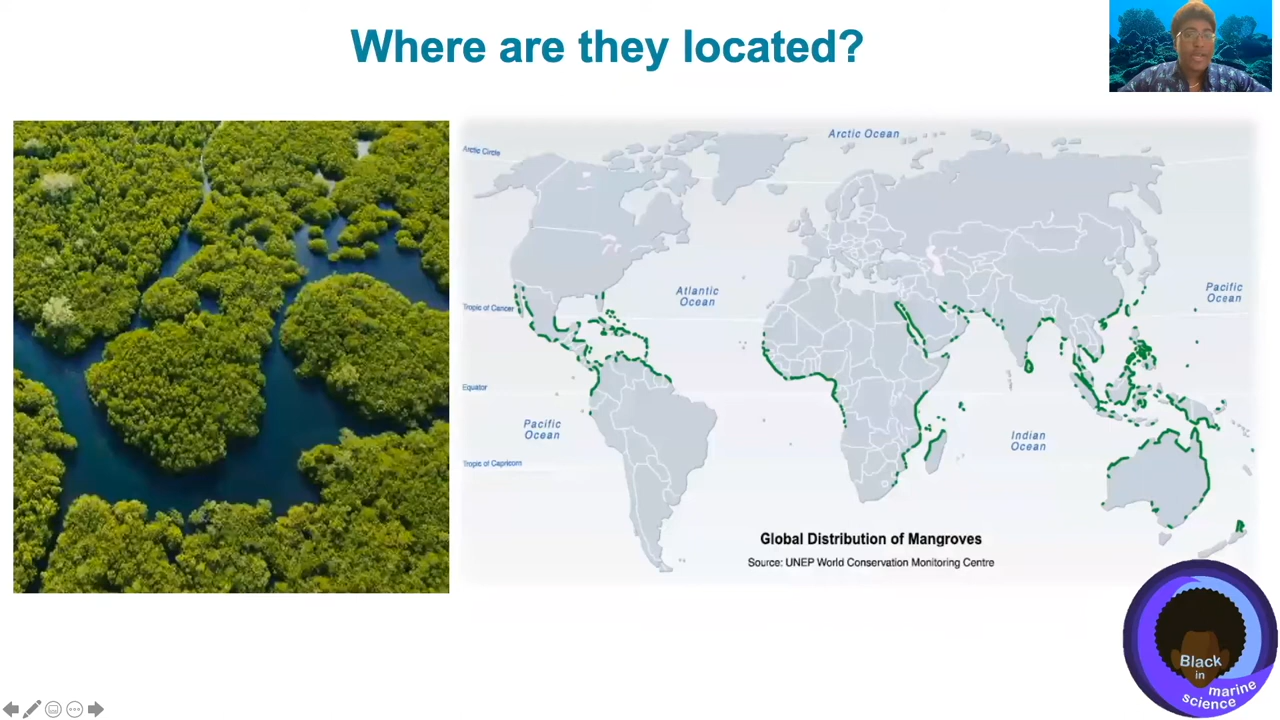 Where are they located?
Arctic Ocean
Arctic Circle
Atlantic
Ocean
Pacific
Ocean
Tropic of Cancer
Equator
Pacific
Ocean
Indian
Ocean
Tropic of Capricorn
Global Distribution of Mangroves
Source: UNEP World Conservation Monitoring Centre
Black
in
marine
science